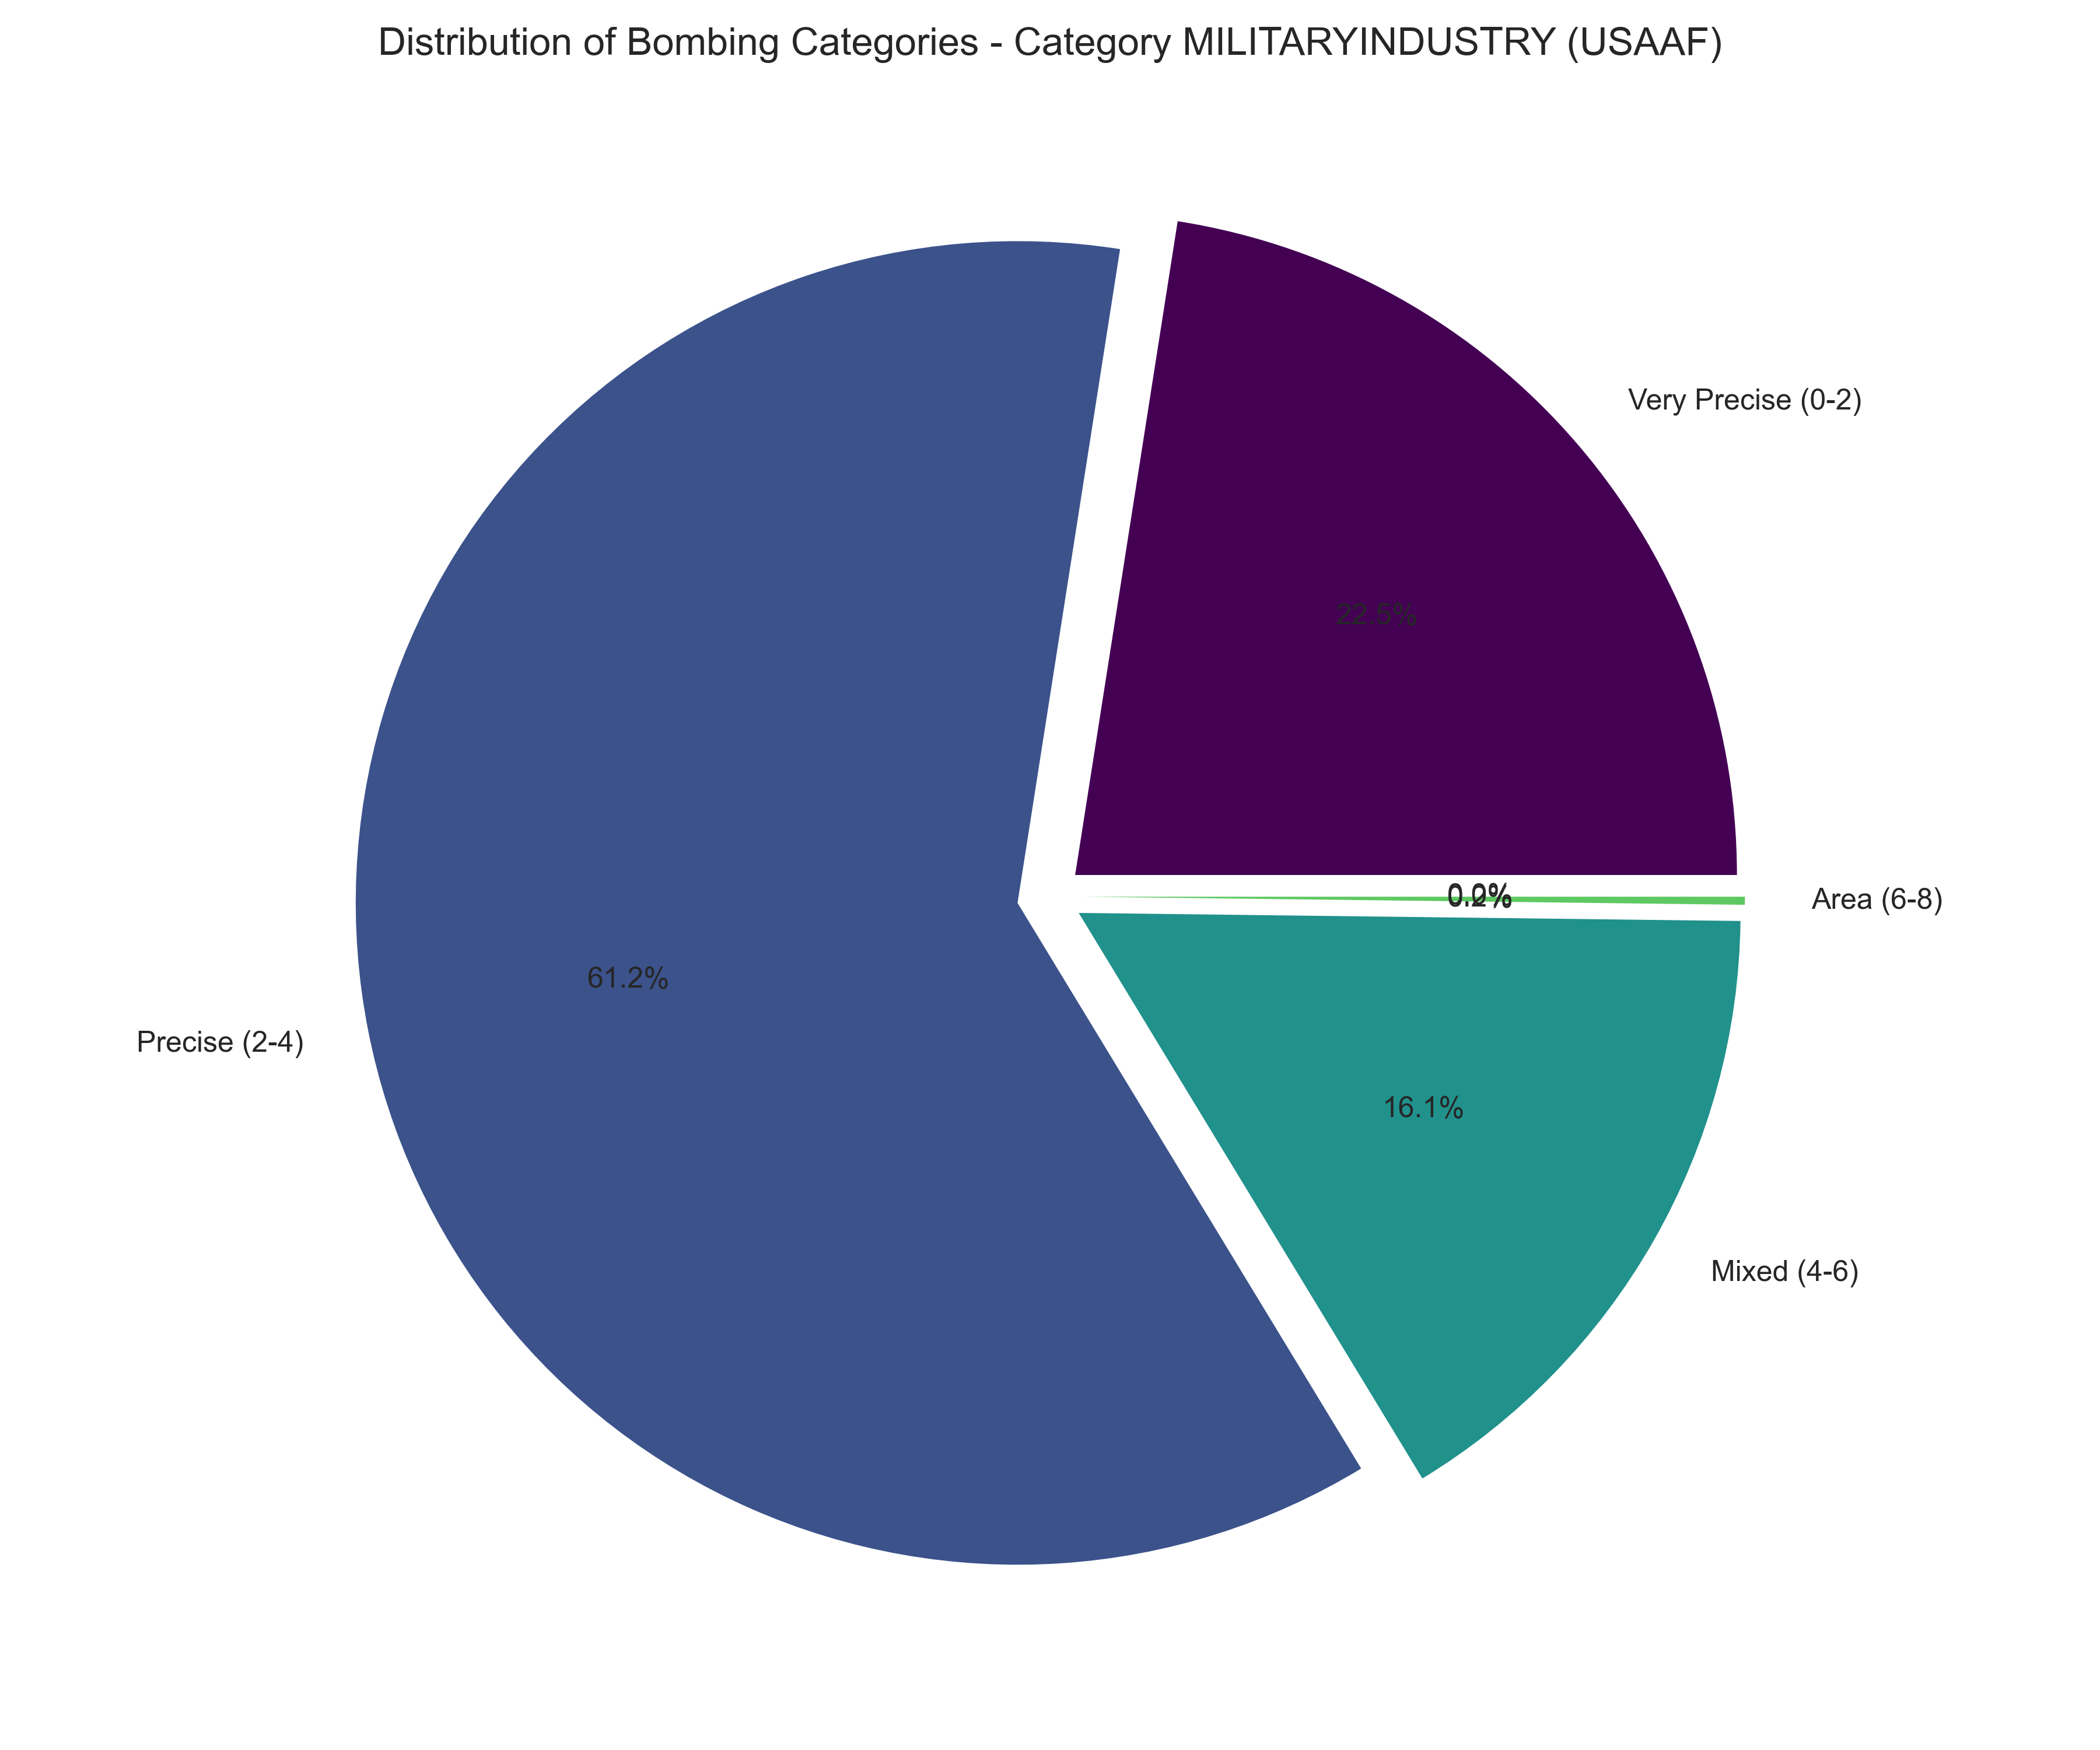 Distribution of Bombing Categories - Category MILITARYINDUSTRY (USAAF)
Very Precise (0-2)
22.5%
Area (6-8)
61.2%
Precise (2-4)
16.1%
Mixed (4-6)